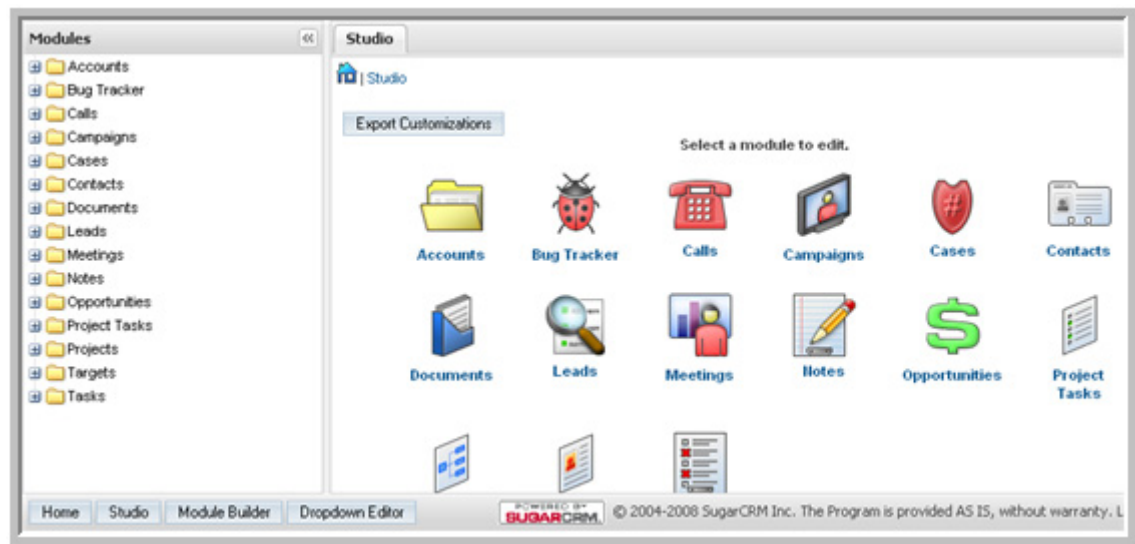 Modules
Accounts
Bug Tracker
Calls
Campaigns
Cases
Contacts
Documents
Leads
Meetings
Notes
Opportunities
Project Tasks
Projects
Targets
Tasks
Studio
| Studio
Export Customizations
Select a module to edit.
Accounts Bug Tracker Calls Campaigns Cases Contacts
Documents Leads Meetings Notes Opportunities Project
Tasks
Home Studio Module Builder Dropdown Editor
POWERED BY
SUGARCRM. © 2004-2008 SugarCRM Inc. The Program is provided AS IS, without warranty. L